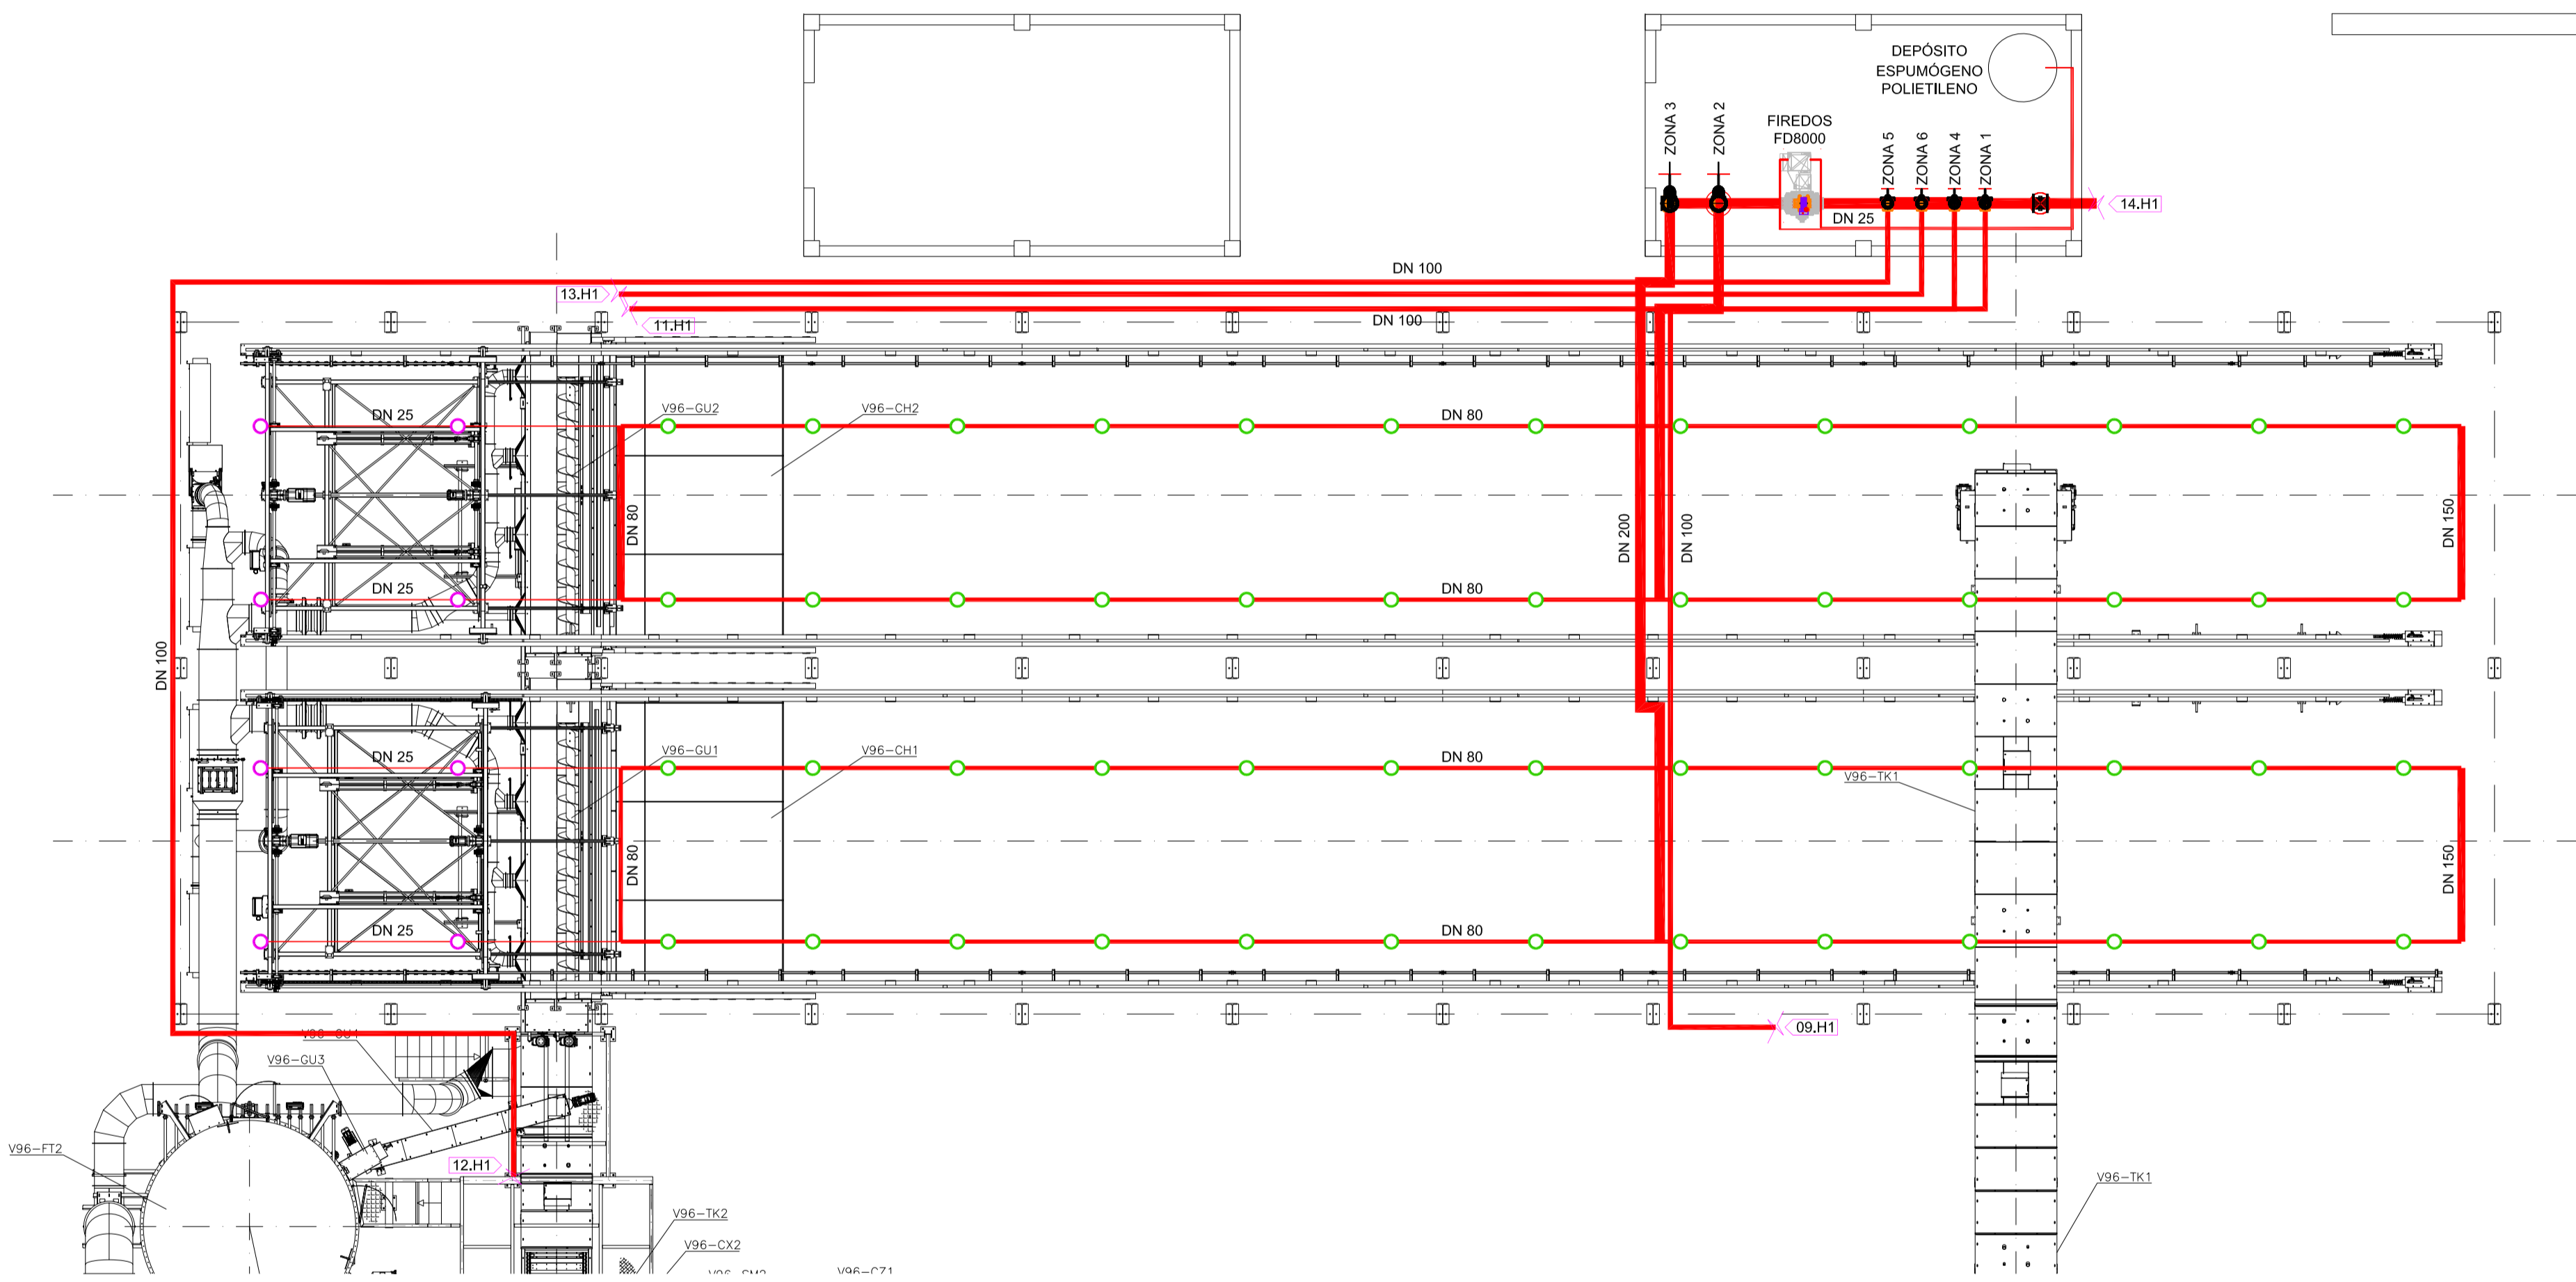 DEPÓSITO
ESPUMÓGENO
POLIETILENO
ZONA 3
ZONA 2
FIREDOS
FD8000
ZONA 5
ZONA 6
ZONA 4
ZONA 1
14.H1
DN 25
DN 100
13.H1
11.H1
DN 100
DN 25
V96-GU2
V96-CH2
DN 80
DN 80
DN 200
DN 100
DN 150
DN 25
DN 80
DN 100
DN 25
V96-GU1
V96-CH1
DN 80
V96-TK1
DN 80
DN 150
DN 25
DN 80
09.H1
V96-GU3
V96-FT2
12.H1
V96-TK1
V96-TK2
V96-CX2
V96-CZ1